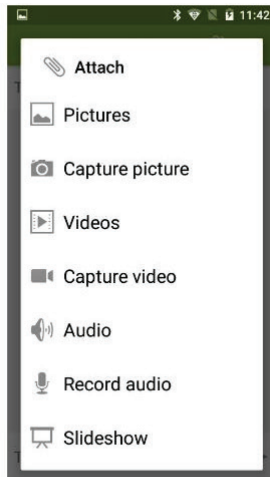 11:42
Attach
Pictures
Capture picture
Videos
Capture video
Audio
Record audio
Slideshow